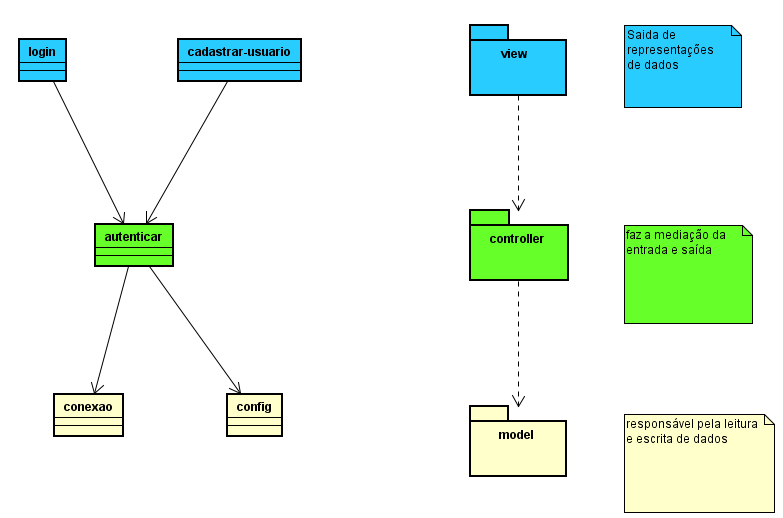 login
cadastrar-usuario
view
Saida de
representações
de dados
autenticar
controller
faz a mediação da
entrada e saída
conexao
config
model
responsável pela leitura
e escrita de dados